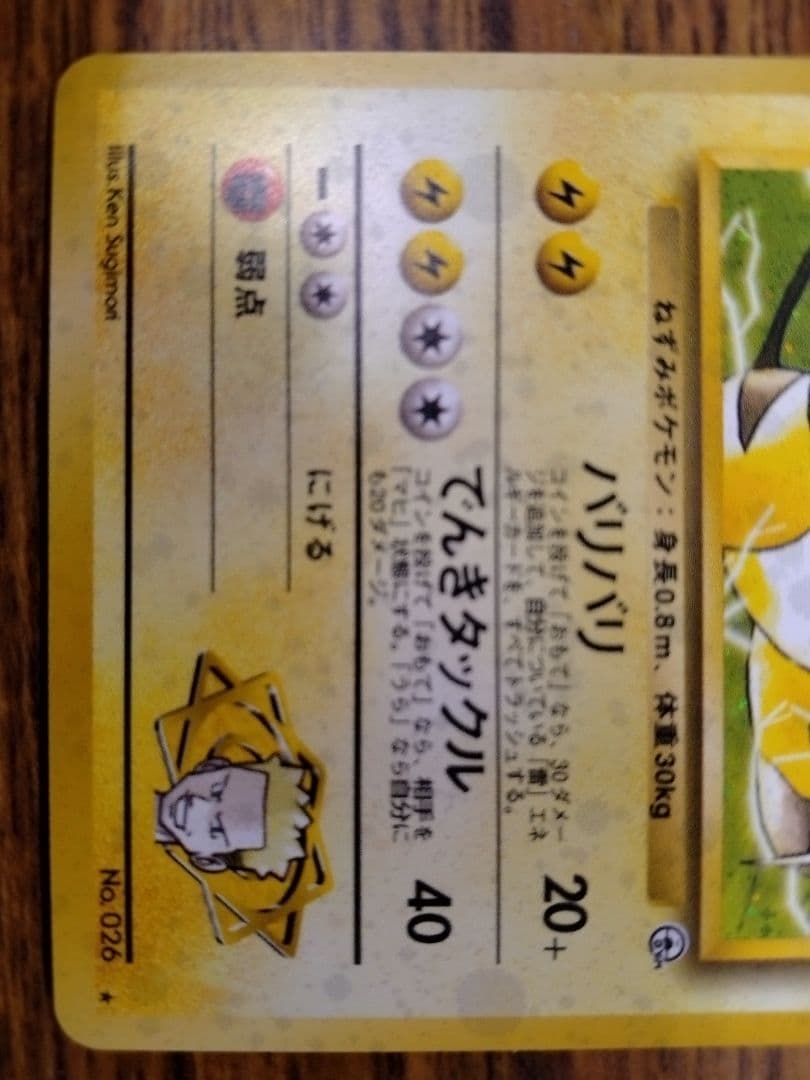 ねずみポケモン：身長0.8m、体重30kg
バリバリ 20+
コインを投げて「おもて」なら、30ダメー
ジを追加して、自分についている「雷」エネ
ルギーカードを、すべてトラッシュする。
でんきタックル 40
コインを投げて「おもて」なら、相手を
「マヒ」状態にする。「うら」なら自分に
も20ダメージ。
にげる
弱点
Illus. Ken Sugimori
No. 026 ★